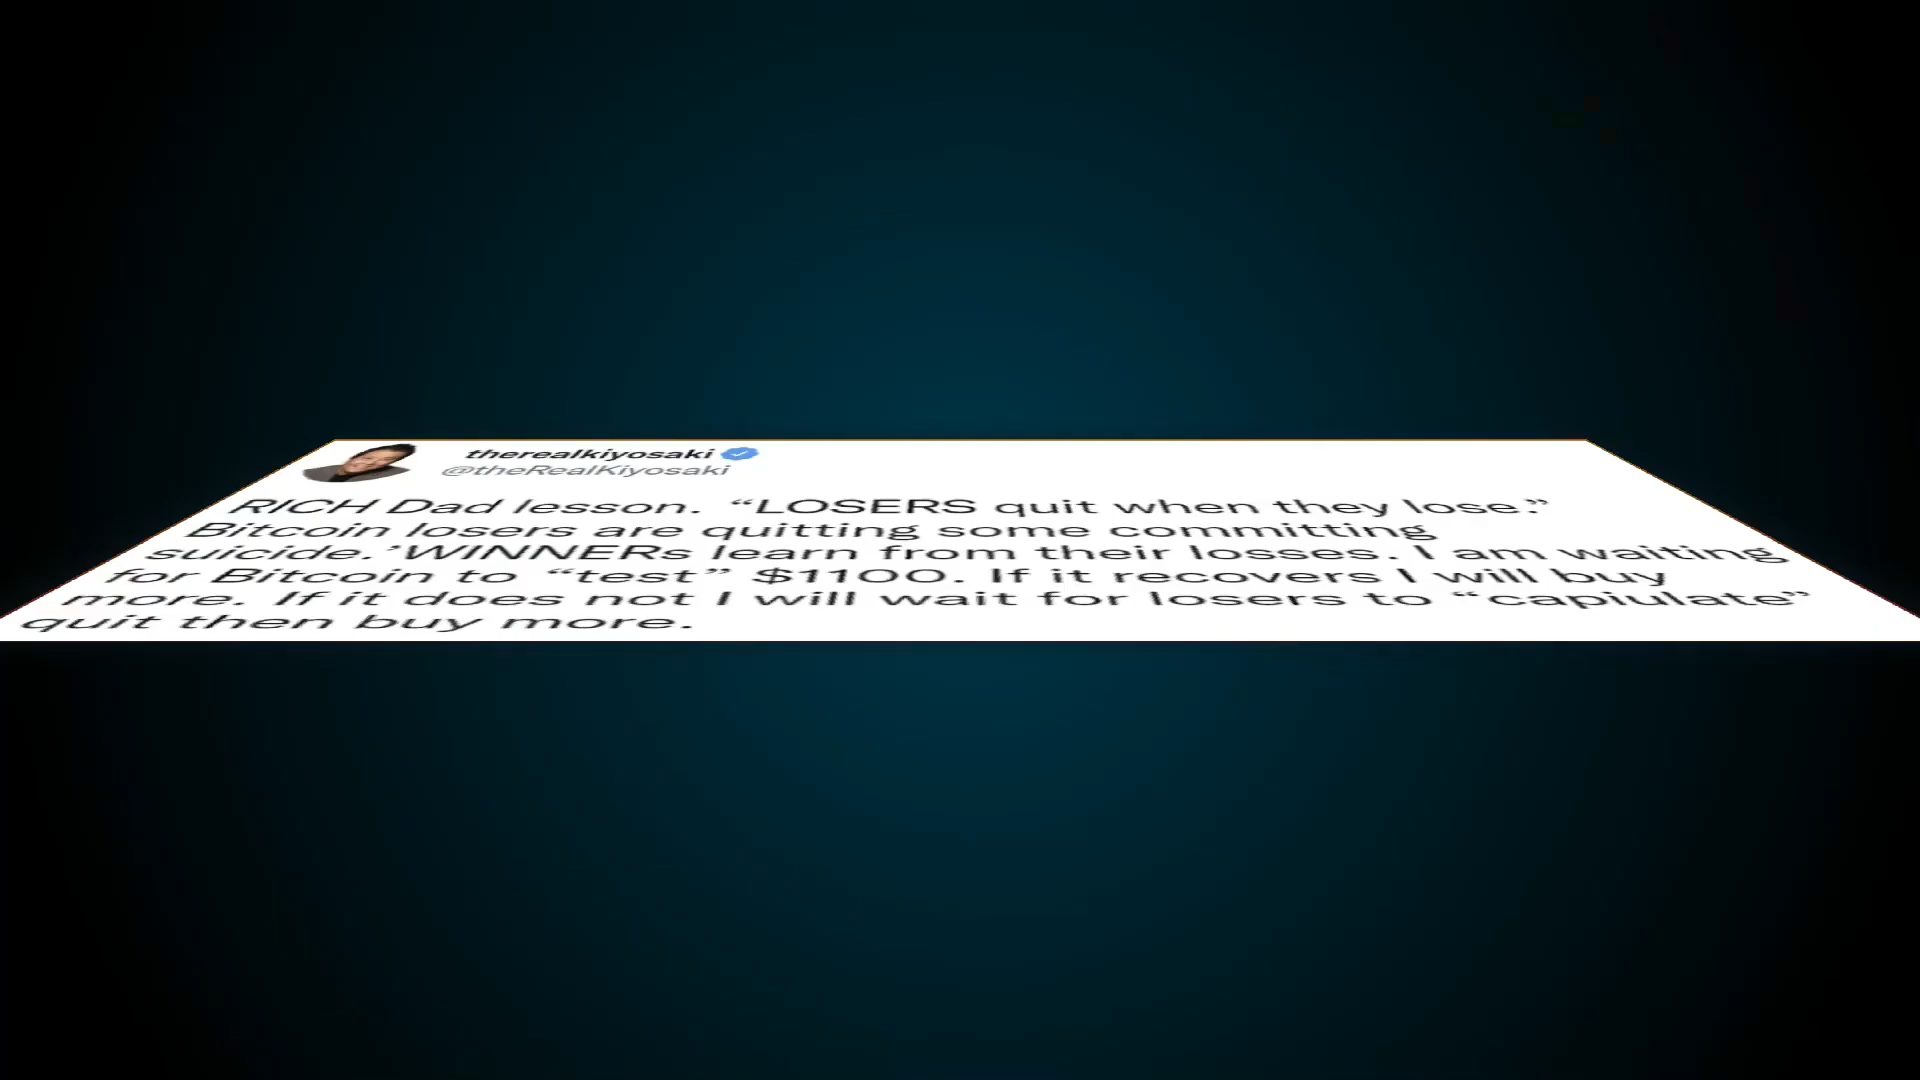 therealkiyosaki
@theRealKiyosaki
RICH Dad lesson. “LOSERS quit when they lose.”
Bitcoin losers are quitting some committing
suicide.’WINNERs learn from their losses. I am waiting
for Bitcoin to “test” $1100. If it recovers I will buy
more. If it does not I will wait for losers to “capiulate”
quit then buy more.